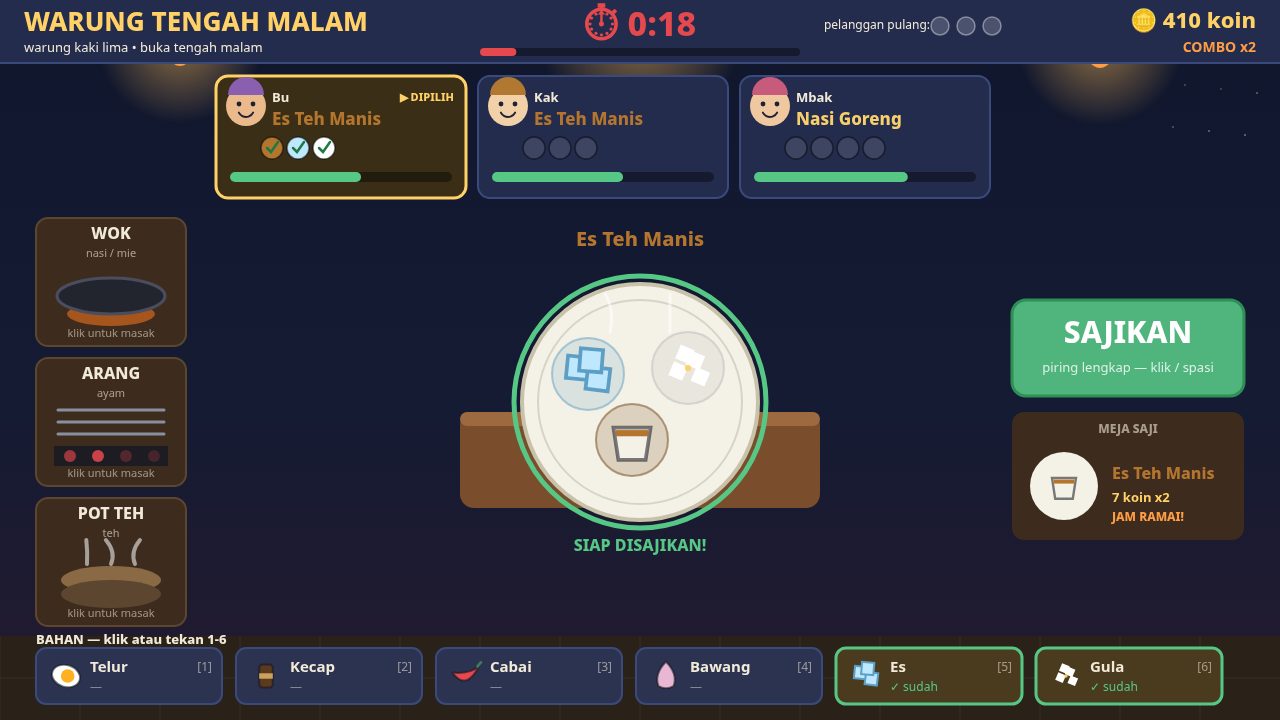 WARUNG TENGAH MALAM
warung kaki lima • buka tengah malam
0:18
pelanggan pulang:
410 koin
COMBO x2
Bu
▶ DIPILIH
Es Teh Manis
Kak
Es Teh Manis
Mbak
Nasi Goreng
WOK
nasi / mie
klik untuk masak
ARANG
ayam
klik untuk masak
POT TEH
teh
klik untuk masak
Es Teh Manis
SIAP DISAJIKAN!
SAJIKAN
piring lengkap — klik / spasi
MEJA SAJI
Es Teh Manis
7 koin x2
JAM RAMAI!
BAHAN — klik atau tekan 1-6
Telur [1]
—
Kecap [2]
—
Cabai [3]
—
Bawang [4]
—
Es [5]
✓ sudah
Gula [6]
✓ sudah